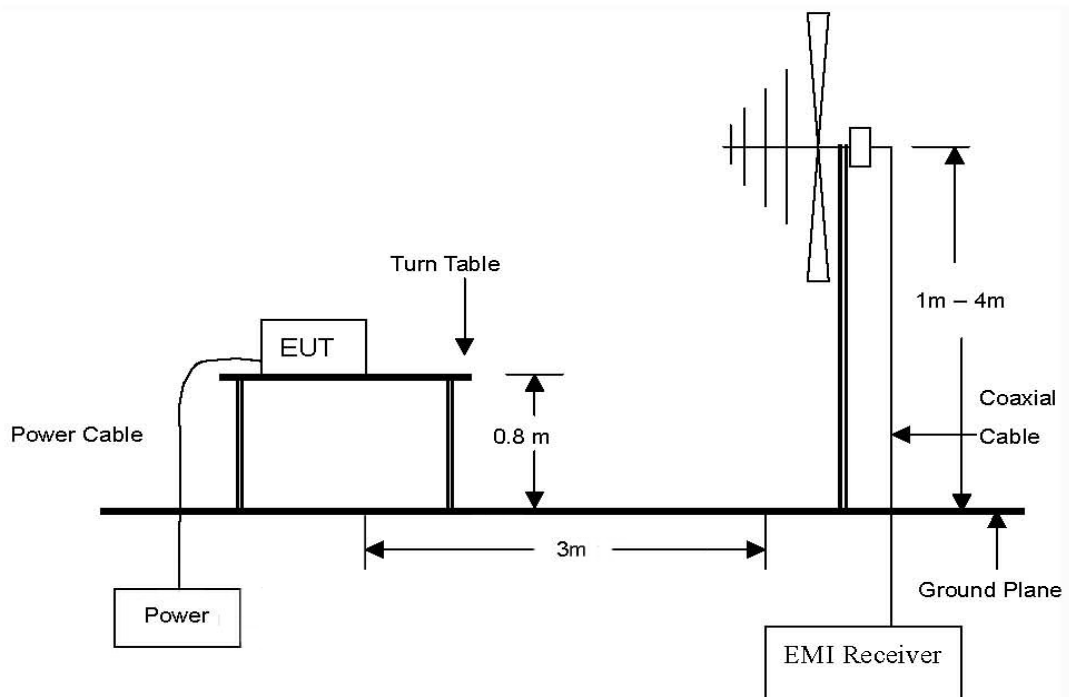 Turn Table
1m – 4m
EUT
Coaxial
Cable
Power Cable
0.8 m
3m
Ground Plane
Power
EMI Receiver